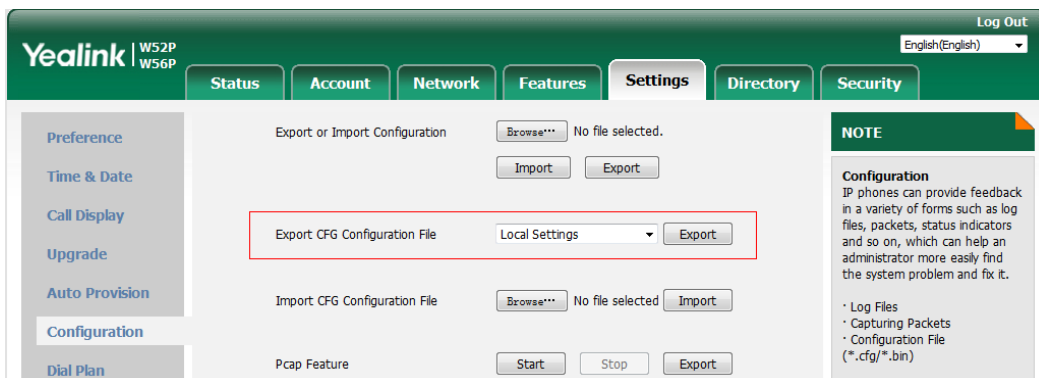 Log Out
Yealink | W52P
W56P
English(English)
Status Account Network Features Settings Directory Security
Preference
Time & Date
Call Display
Upgrade
Auto Provision
Configuration
Dial Plan
Export or Import Configuration Browse··· No file selected.
Import Export
Export CFG Configuration File Local Settings Export
Import CFG Configuration File Browse··· No file selected Import
Pcap Feature Start Stop Export
NOTE
Configuration
IP phones can provide feedback
in a variety of forms such as log
files, packets, status indicators
and so on, which can help an
administrator more easily find
the system problem and fix it.
· Log Files
· Capturing Packets
· Configuration File
(*.cfg/*.bin)